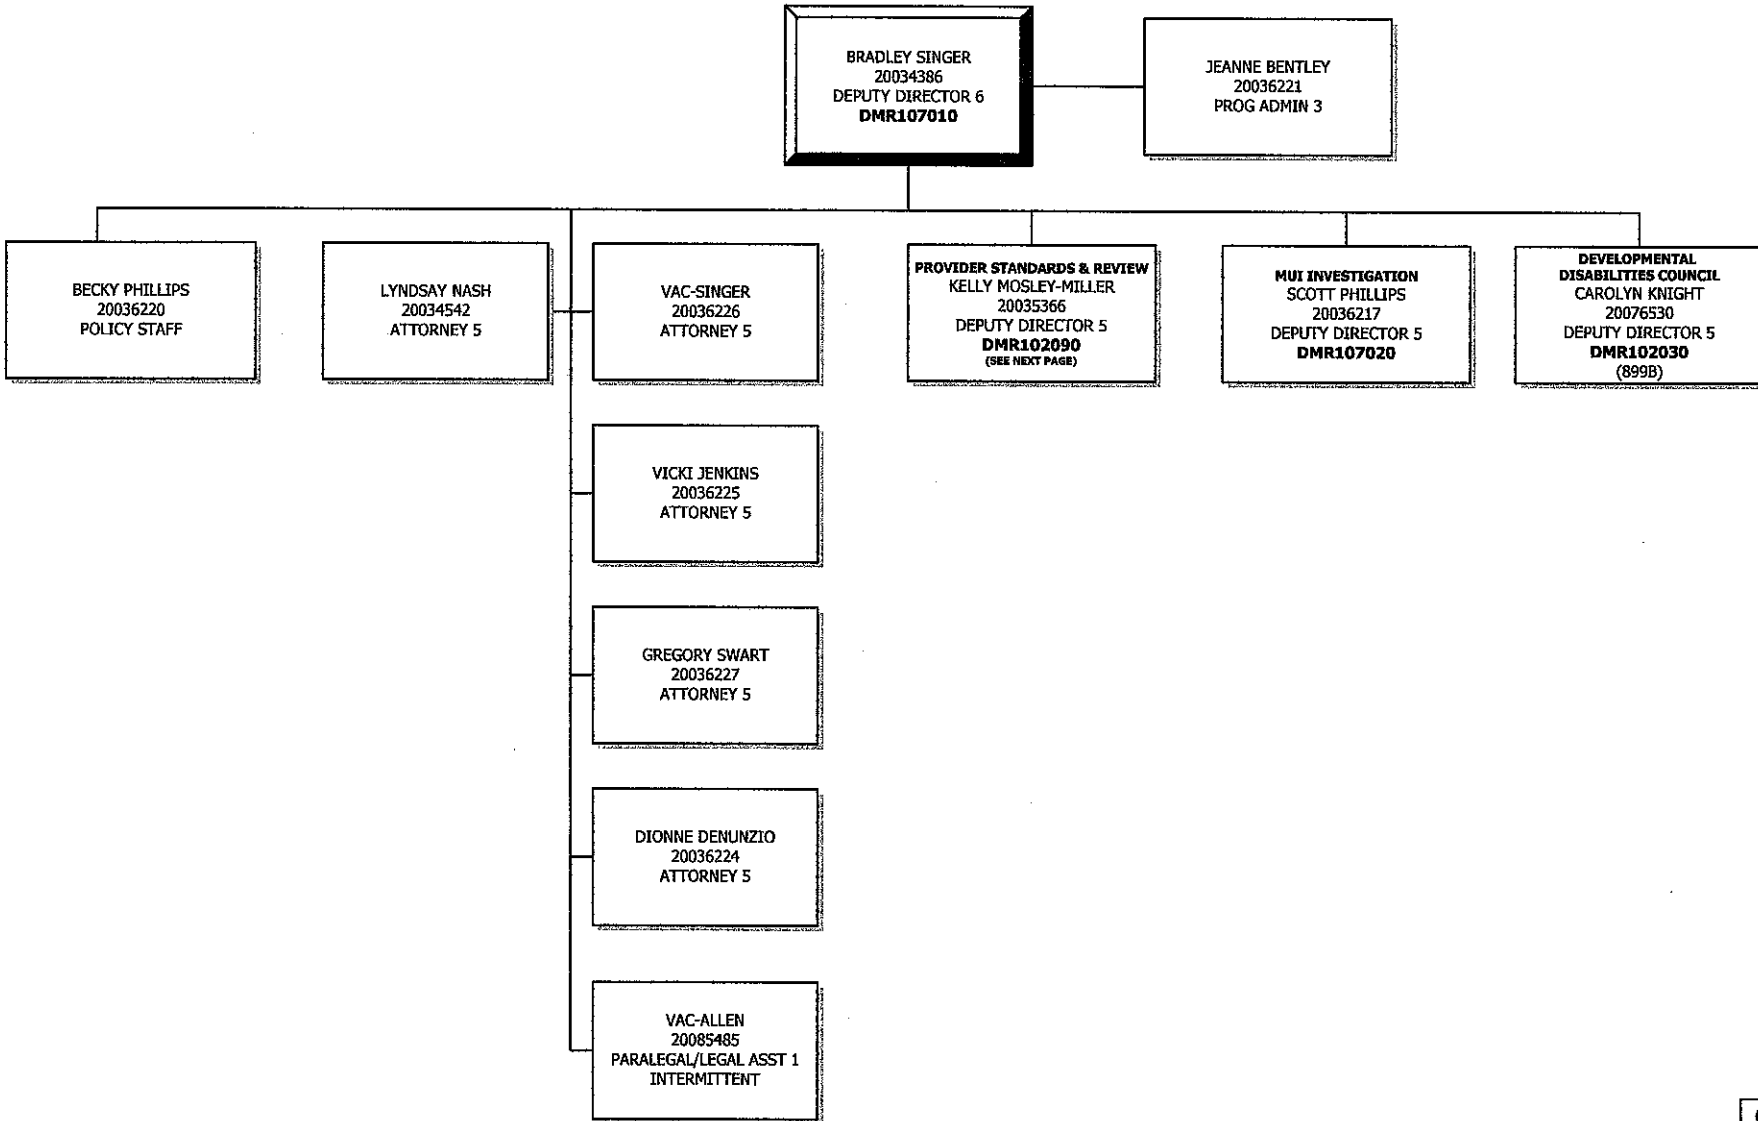 BRADLEY SINGER
20034386
DEPUTY DIRECTOR 6
DMR107010
JEANNE BENTLEY
20036221
PROG ADMIN 3
BECKY PHILLIPS
20036220
POLICY STAFF
LYNDSAY NASH
20034542
ATTORNEY 5
VAC-SINGER
20036226
ATTORNEY 5
PROVIDER STANDARDS & REVIEW
KELLY MOSLEY-MILLER
20035366
DEPUTY DIRECTOR 5
DMR102090
(SEE NEXT PAGE)
MUI INVESTIGATION
SCOTT PHILLIPS
20036217
DEPUTY DIRECTOR 5
DMR107020
DEVELOPMENTAL
DISABILITIES COUNCIL
CAROLYN KNIGHT
20076530
DEPUTY DIRECTOR 5
DMR102030
(899B)
VICKI JENKINS
20036225
ATTORNEY 5
GREGORY SWART
20036227
ATTORNEY 5
DIONNE DENUNZIO
20036224
ATTORNEY 5
VAC-ALLEN
20085485
PARALEGAL/LEGAL ASST 1
INTERMITTENT